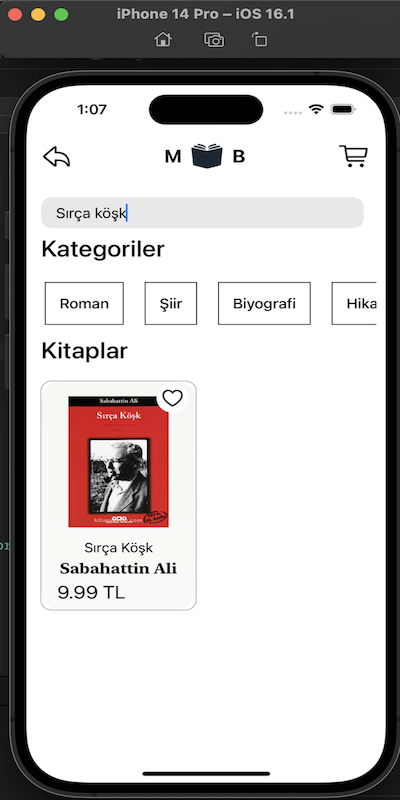 iPhone 14 Pro – iOS 16.1
1:07
M B
Sırça köşk
Kategoriler
Roman Şiir Biyografi Hika
Kitaplar
Sabahattin Ali
Sırça Köşk
Sırça Köşk
Sabahattin Ali
9.99 TL